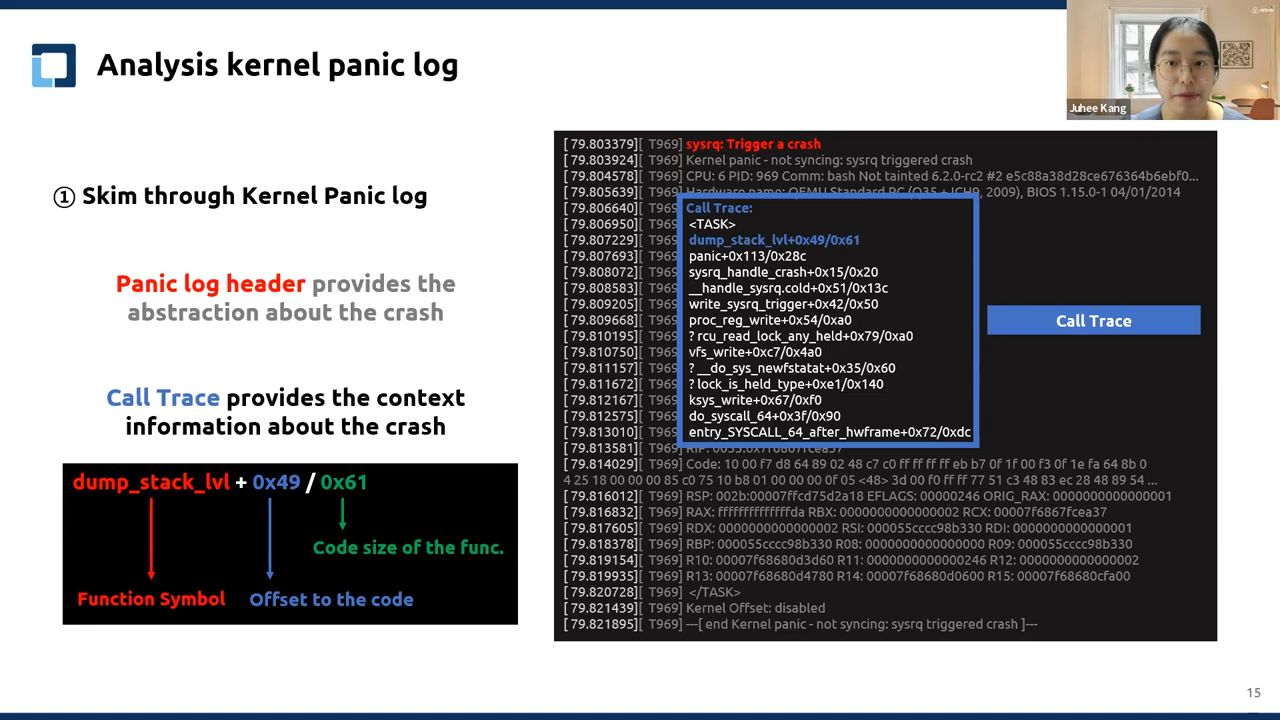 Analysis kernel panic log
Juhee Kang
① Skim through Kernel Panic log
Panic log header provides the
abstraction about the crash
Call Trace provides the context
information about the crash
dump_stack_lvl + 0x49 / 0x61
Code size of the func.
Function Symbol
Offset to the code
[ 79.803379][ T969] sysrq: Trigger a crash
[ 79.803924][ T969] Kernel panic - not syncing: sysrq triggered crash
[ 79.804578][ T969] CPU: 6 PID: 969 Comm: bash Not tainted 6.2.0-rc2 #2 e5c88a38d28ce676364b6ebf0...
[ 79.805639][ T969] Hardware name: QEMU Standard PC (Q35 + ICH9, 2009), BIOS 1.15.0-1 04/01/2014
[ 79.806640][ T969] Call Trace:
[ 79.806950][ T969] <TASK>
[ 79.807229][ T969] dump_stack_lvl+0x49/0x61
[ 79.807693][ T969] panic+0x113/0x28c
[ 79.808072][ T969] sysrq_handle_crash+0x15/0x20
[ 79.808583][ T969] __handle_sysrq.cold+0x51/0x13c
[ 79.809205][ T969] write_sysrq_trigger+0x42/0x50
[ 79.809668][ T969] proc_reg_write+0x54/0xa0
[ 79.810195][ T969] ? rcu_read_lock_any_held+0x79/0xa0
[ 79.810750][ T969] vfs_write+0xc7/0x4a0
[ 79.811157][ T969] ? __do_sys_newfstatat+0x35/0x60
[ 79.811672][ T969] ? lock_is_held_type+0xe1/0x140
[ 79.812167][ T969] ksys_write+0x67/0xf0
[ 79.812575][ T969] do_syscall_64+0x3f/0x90
[ 79.813010][ T969] entry_SYSCALL_64_after_hwframe+0x72/0xdc
[ 79.813581][ T969] RIP: 0033:0x7f6867fcea37
[ 79.814029][ T969] Code: 10 00 f7 d8 64 89 02 48 c7 c0 ff ff ff ff eb b7 0f 1f 00 f3 0f 1e fa 64 8b 0
4 25 18 00 00 00 85 c0 75 10 b8 01 00 00 00 0f 05 <48> 3d 00 f0 ff ff 77 51 c3 48 83 ec 28 48 89 54 ...
[ 79.816012][ T969] RSP: 002b:00007ffcd75d2a18 EFLAGS: 00000246 ORIG_RAX: 0000000000000001
[ 79.816832][ T969] RAX: ffffffffffffffda RBX: 0000000000000002 RCX: 00007f6867fcea37
[ 79.817605][ T969] RDX: 0000000000000002 RSI: 000055cccc98b330 RDI: 0000000000000001
[ 79.818378][ T969] RBP: 000055cccc98b330 R08: 0000000000000000 R09: 000055cccc98b330
[ 79.819154][ T969] R10: 00007f68680d3d60 R11: 0000000000000246 R12: 0000000000000002
[ 79.819935][ T969] R13: 00007f68680d4780 R14: 00007f68680d0600 R15: 00007f68680cfa00
[ 79.820728][ T969] </TASK>
[ 79.821439][ T969] Kernel Offset: disabled
[ 79.821895][ T969] ---[ end Kernel panic - not syncing: sysrq triggered crash ]---
Call Trace
15